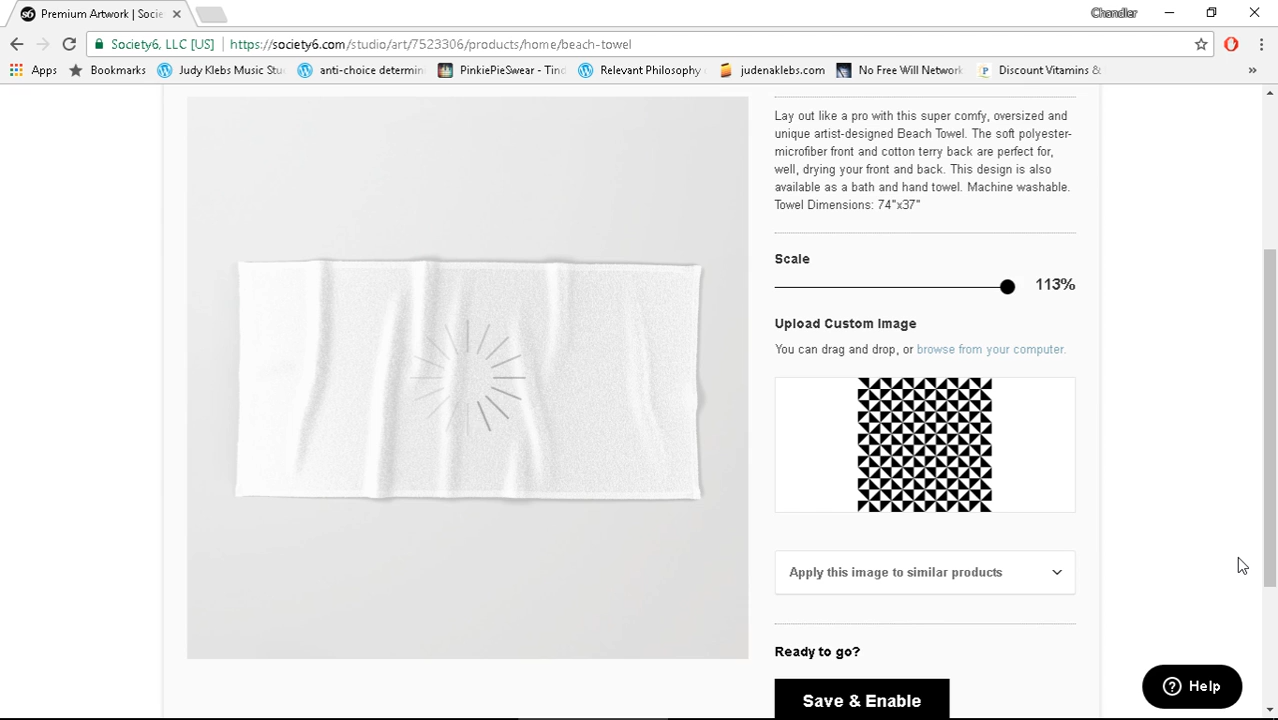 Premium Artwork | Socie
Chandler
Society6, LLC [US]
https://society6.com/studio/art/7523306/products/home/beach-towel
Apps
Bookmarks
Judy Klebs Music Stu
anti-choice determin
PinkiePieSwear - Tind
Relevant Philosophy
judenaklebs.com
No Free Will Network
Discount Vitamins &
»
Lay out like a pro with this super comfy, oversized and
unique artist-designed Beach Towel. The soft polyester-
microfiber front and cotton terry back are perfect for,
well, drying your front and back. This design is also
available as a bath and hand towel. Machine washable.
Towel Dimensions: 74"x37"
Scale
113%
Upload Custom Image
You can drag and drop, or browse from your computer.
Apply this image to similar products
Ready to go?
Save & Enable
Help